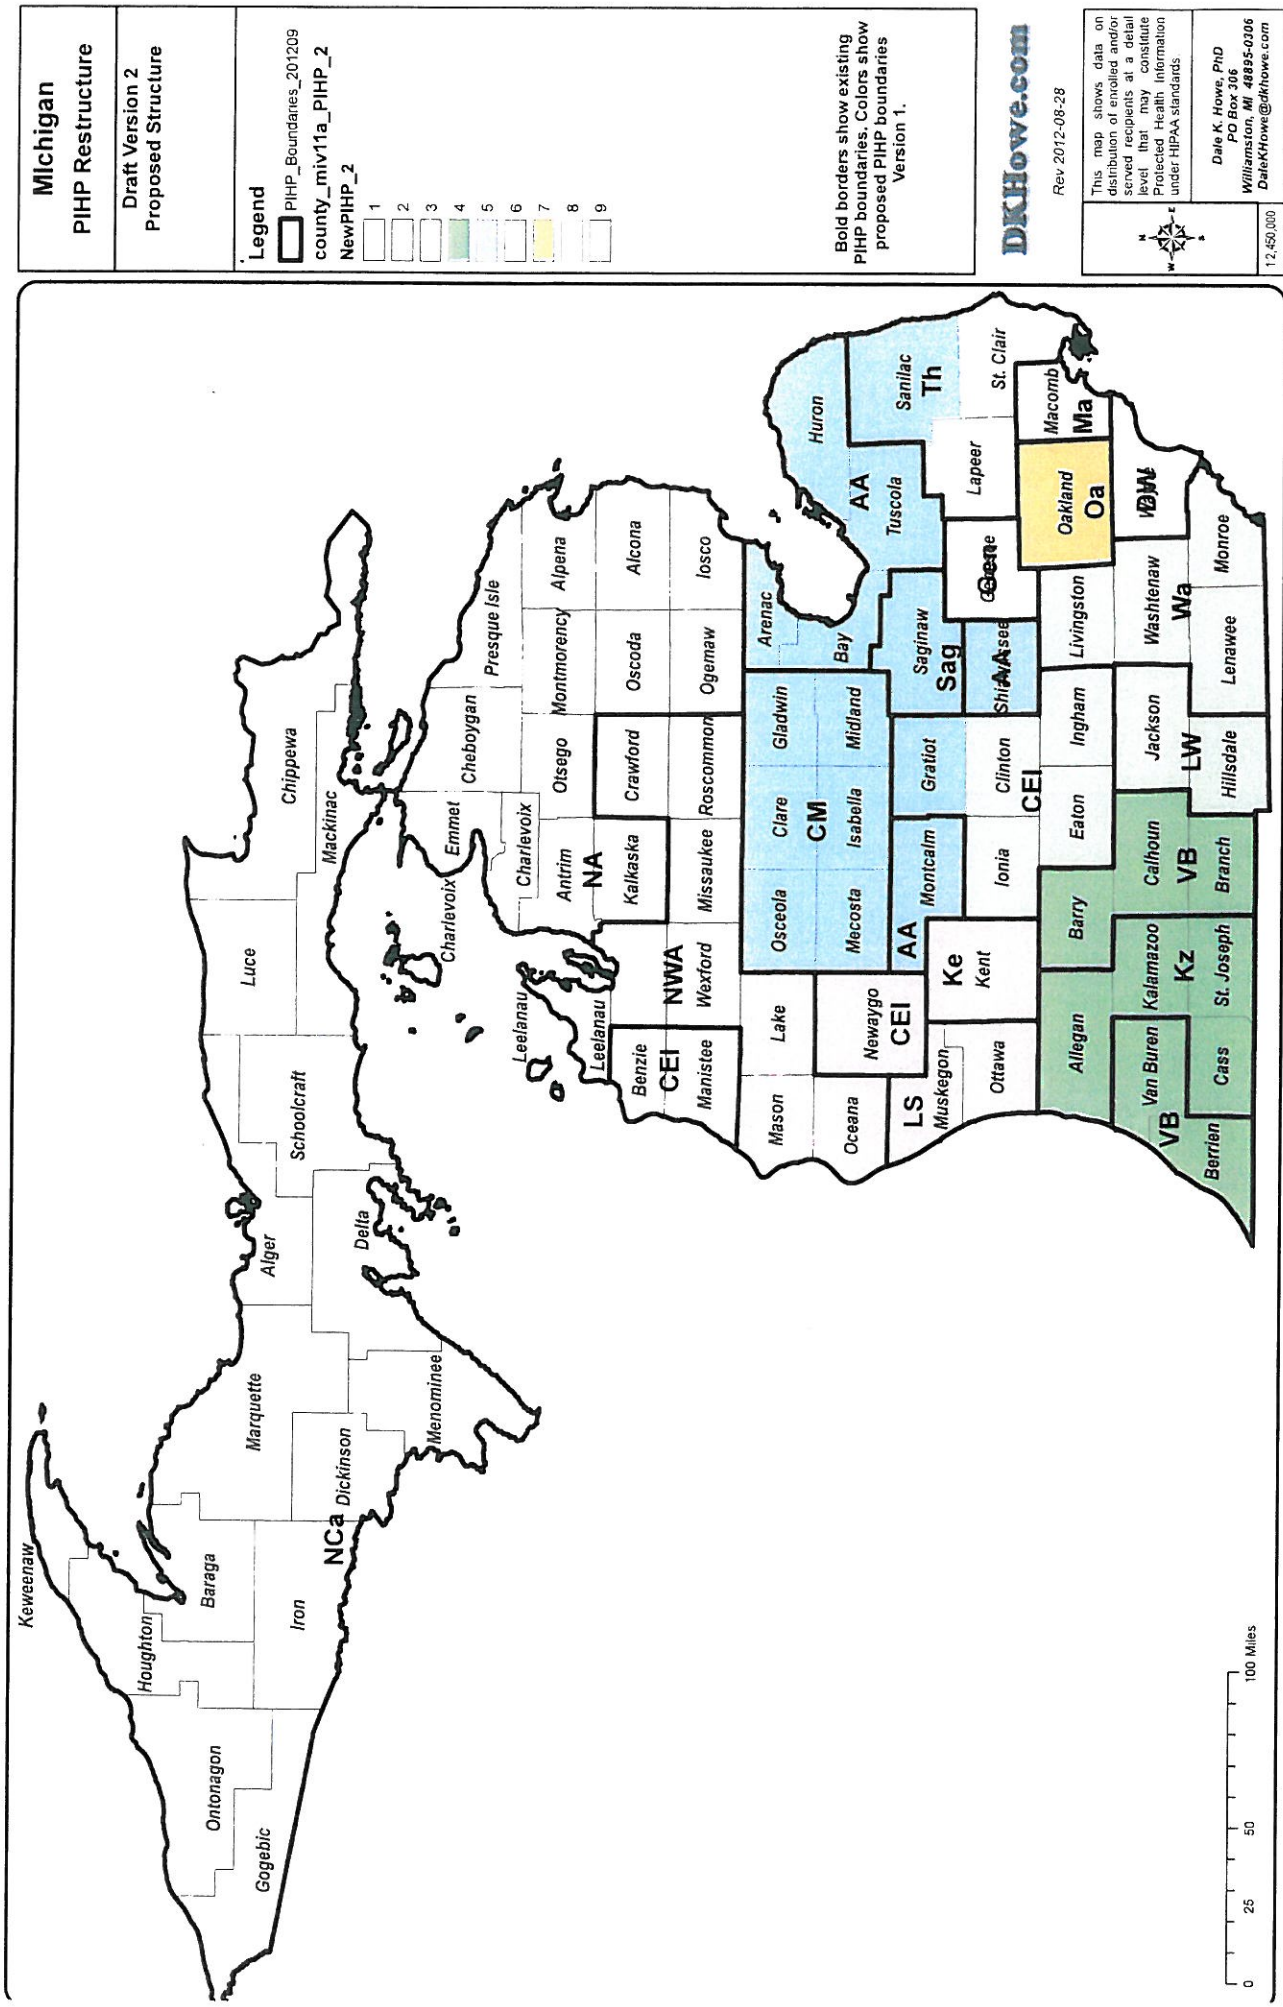 Michigan
PIHP Restructure
Draft Version 2
Proposed Structure
Legend
PIHP_Boundaries_201209
county_miv11a_PIHP_2
NewPIHP_2
1
2
3
4
5
6
7
8
9
Bold borders show existing
PIHP boundaries. Colors show
proposed PIHP boundaries
Version 1.
DKHowe.com
Rev 2012-08-28
This map shows data on
distribution of enrolled and/or
served recipients at a detail
level that may constitute
Protected Health Information
under HIPAA standards.
Dale K. Howe, PhD
PO Box 306
Williamston, MI 48895-0306
DaleKHowe@dkhowe.com
N
W
E
S
1:2,450,000
Keweenaw
Houghton
Ontonagon
Gogebic
Baraga
Iron
NCa
Marquette
Dickinson
Menominee
Alger
Delta
Schoolcraft
Luce
Mackinac
Chippewa
Emmet
Cheboygan
Presque Isle
Charlevoix
Charlevoix
Leelanau
Leelanau
Antrim
Otsego
Montmorency
Alpena
NA
Kalkaska
Crawford
Oscoda
Alcona
Benzie
CEI
Manistee
NWA
Wexford
Missaukee
Roscommon
Ogemaw
Iosco
Mason
Lake
Osceola
Clare
Gladwin
Arenac
CM
Oceana
Newaygo
CEI
Mecosta
Isabella
Midland
Bay
Huron
LS
Muskegon
AA
Montcalm
Gratiot
Saginaw
Sag
AA
Tuscola
Sanilac
Th
Ottawa
Ke
Kent
Ionia
Clinton
CEI
Shiawassee
AA
Gen
Lapeer
St. Clair
Allegan
Barry
Eaton
Ingham
Livingston
Oakland
Oa
Macomb
Ma
Van Buren
VB
Kalamazoo
Kz
Calhoun
VB
Jackson
LW
Washtenaw
Wa
DW
Berrien
Cass
St. Joseph
Branch
Hillsdale
Lenawee
Monroe
0
25
50
100 Miles